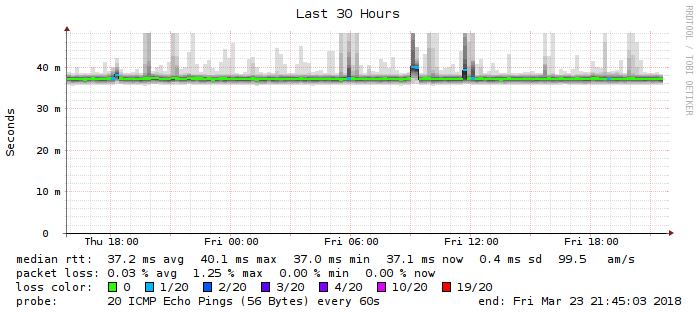 Last 30 Hours
RRDTOOL / TOBI OETIKER
Seconds
40 m
30 m
20 m
10 m
0
Thu 18:00 Fri 00:00 Fri 06:00 Fri 12:00 Fri 18:00
median rtt: 37.2 ms avg 40.1 ms max 37.0 ms min 37.1 ms now 0.4 ms sd 99.5 am/s
packet loss: 0.03 % avg 1.25 % max 0.00 % min 0.00 % now
loss color: 0 1/20 2/20 3/20 4/20 10/20 19/20
probe: 20 ICMP Echo Pings (56 Bytes) every 60s end: Fri Mar 23 21:45:03 2018